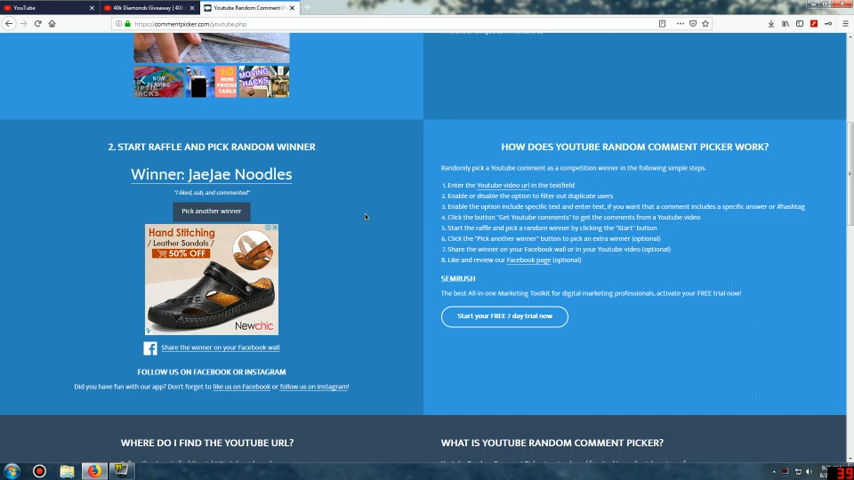 YouTube
40k Diamonds Giveaway | 40
YouTube Random Comment P
https://commentpicker.com/youtube.php
NOW PLAYING
HACKS
110 MINI FRIDGE TABLE
MOVING HACKS
2. START RAFFLE AND PICK RANDOM WINNER
Winner: JaeJae Noodles
"I liked, sub, and commented"
Pick another winner
Hand Stitching
/ Leather Sandals /
50% OFF
Newchic
Share the winner on your Facebook wall
FOLLOW US ON FACEBOOK OR INSTAGRAM
Did you have fun with our app? Don't forget to like us on Facebook or follow us on Instagram!
HOW DOES YOUTUBE RANDOM COMMENT PICKER WORK?
Randomly pick a Youtube comment as a competition winner in the following simple steps.
1. Enter the Youtube video url in the textfield
2. Enable or disable the option to filter out duplicate users
3. Enable the option include specific text and enter text, if you want that a comment includes a specific answer or #hashtag
4. Click the button "Get Youtube comments" to get the comments from a Youtube video
5. Start the raffle and pick a random winner by clicking the "Start" button
6. Click the "Pick another winner" button to pick an extra winner (optional)
7. Share the winner on your Facebook wall or in your Youtube video (optional)
8. Like and review our Facebook page (optional)
SEMRUSH
The best All-in-one Marketing Toolkit for digital marketing professionals, activate your FREE trial now!
Start your FREE 7 day trial now
WHERE DO I FIND THE YOUTUBE URL?
WHAT IS YOUTUBE RANDOM COMMENT PICKER?
39